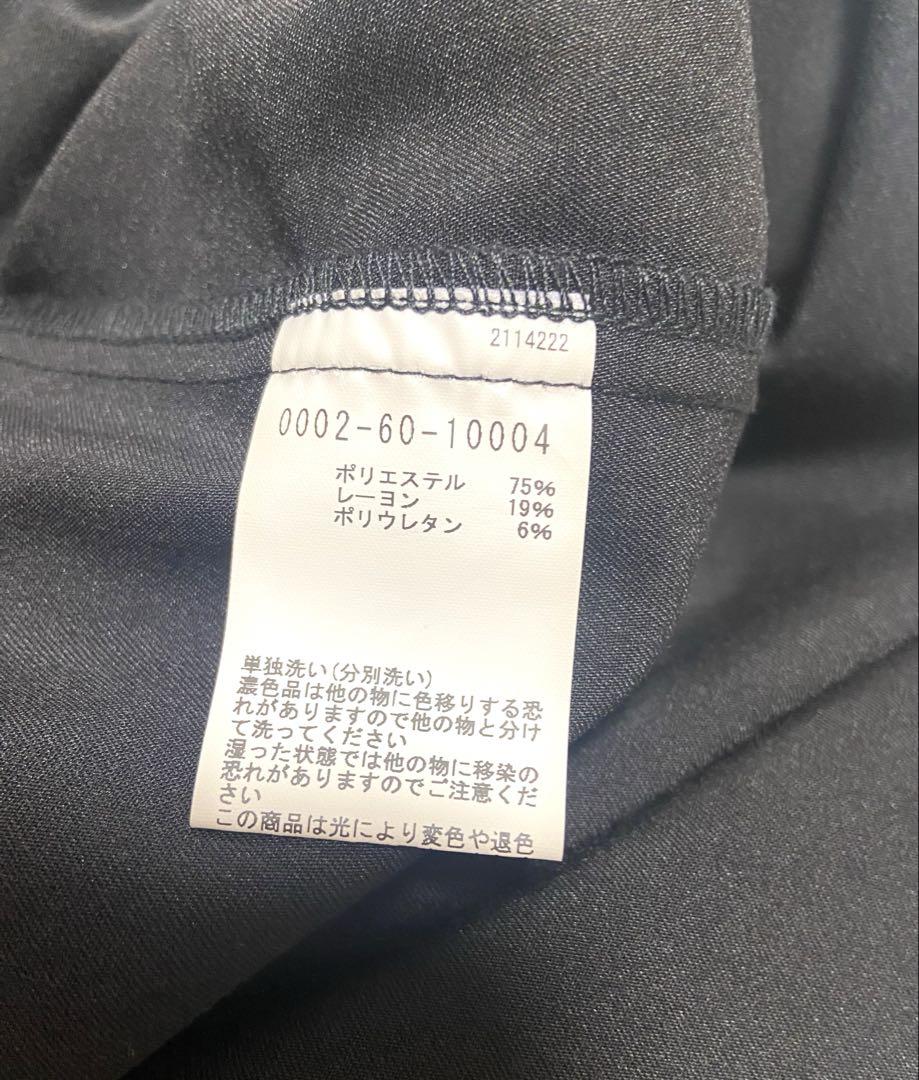 2114222
0002-60-10004
ポリエステル 75%
レーヨン 19%
ポリウレタン 6%
単独洗い(分別洗い)
濃色品は他の物に色移りする恐
れがありますので他の物と分け
て洗ってください
湿った状態では他の物に移染の
恐れがありますのでご注意くだ
さい
この商品は光により変色や退色